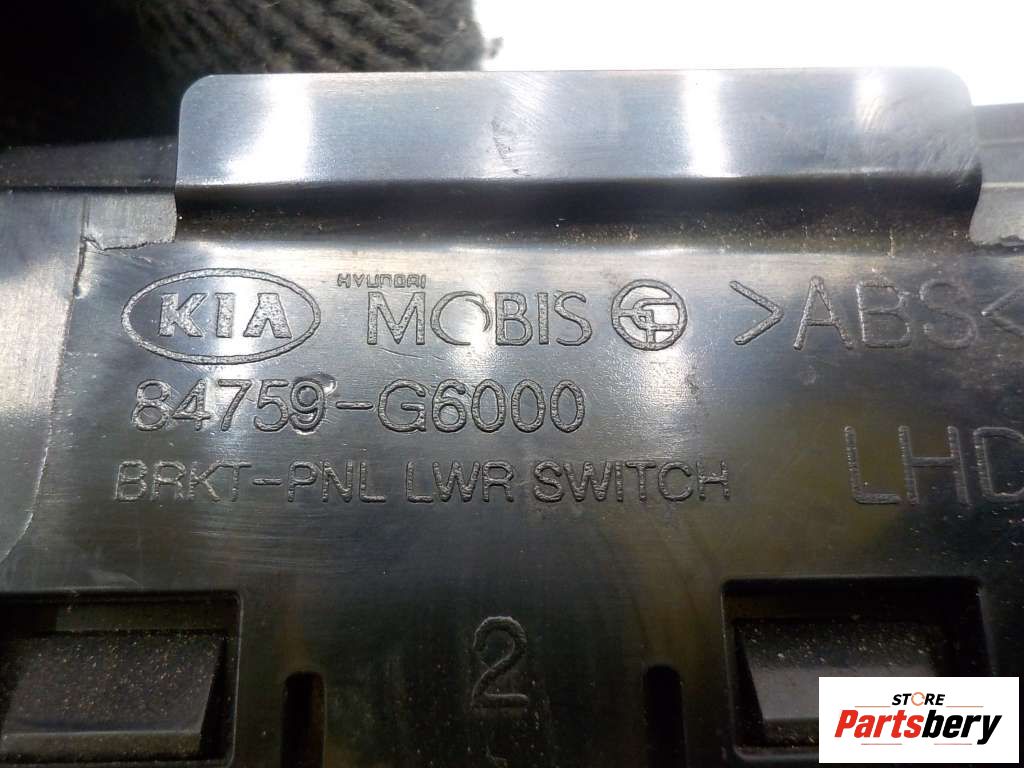 KIA HYUNDAI MOBIS >ABS<
84759-G6000
LHD
BRKT-PNL LWR SWITCH
2
STORE
Partsbery